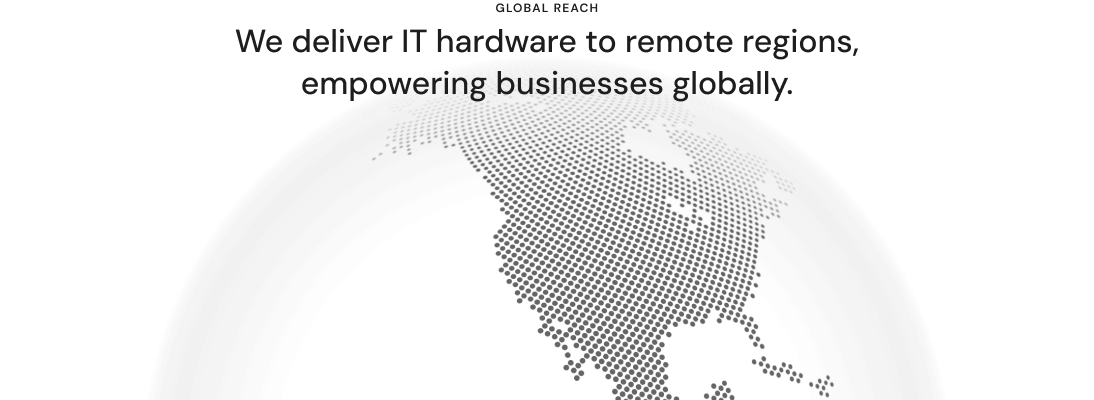 GLOBAL REACH
We deliver IT hardware to remote regions,
empowering businesses globally.